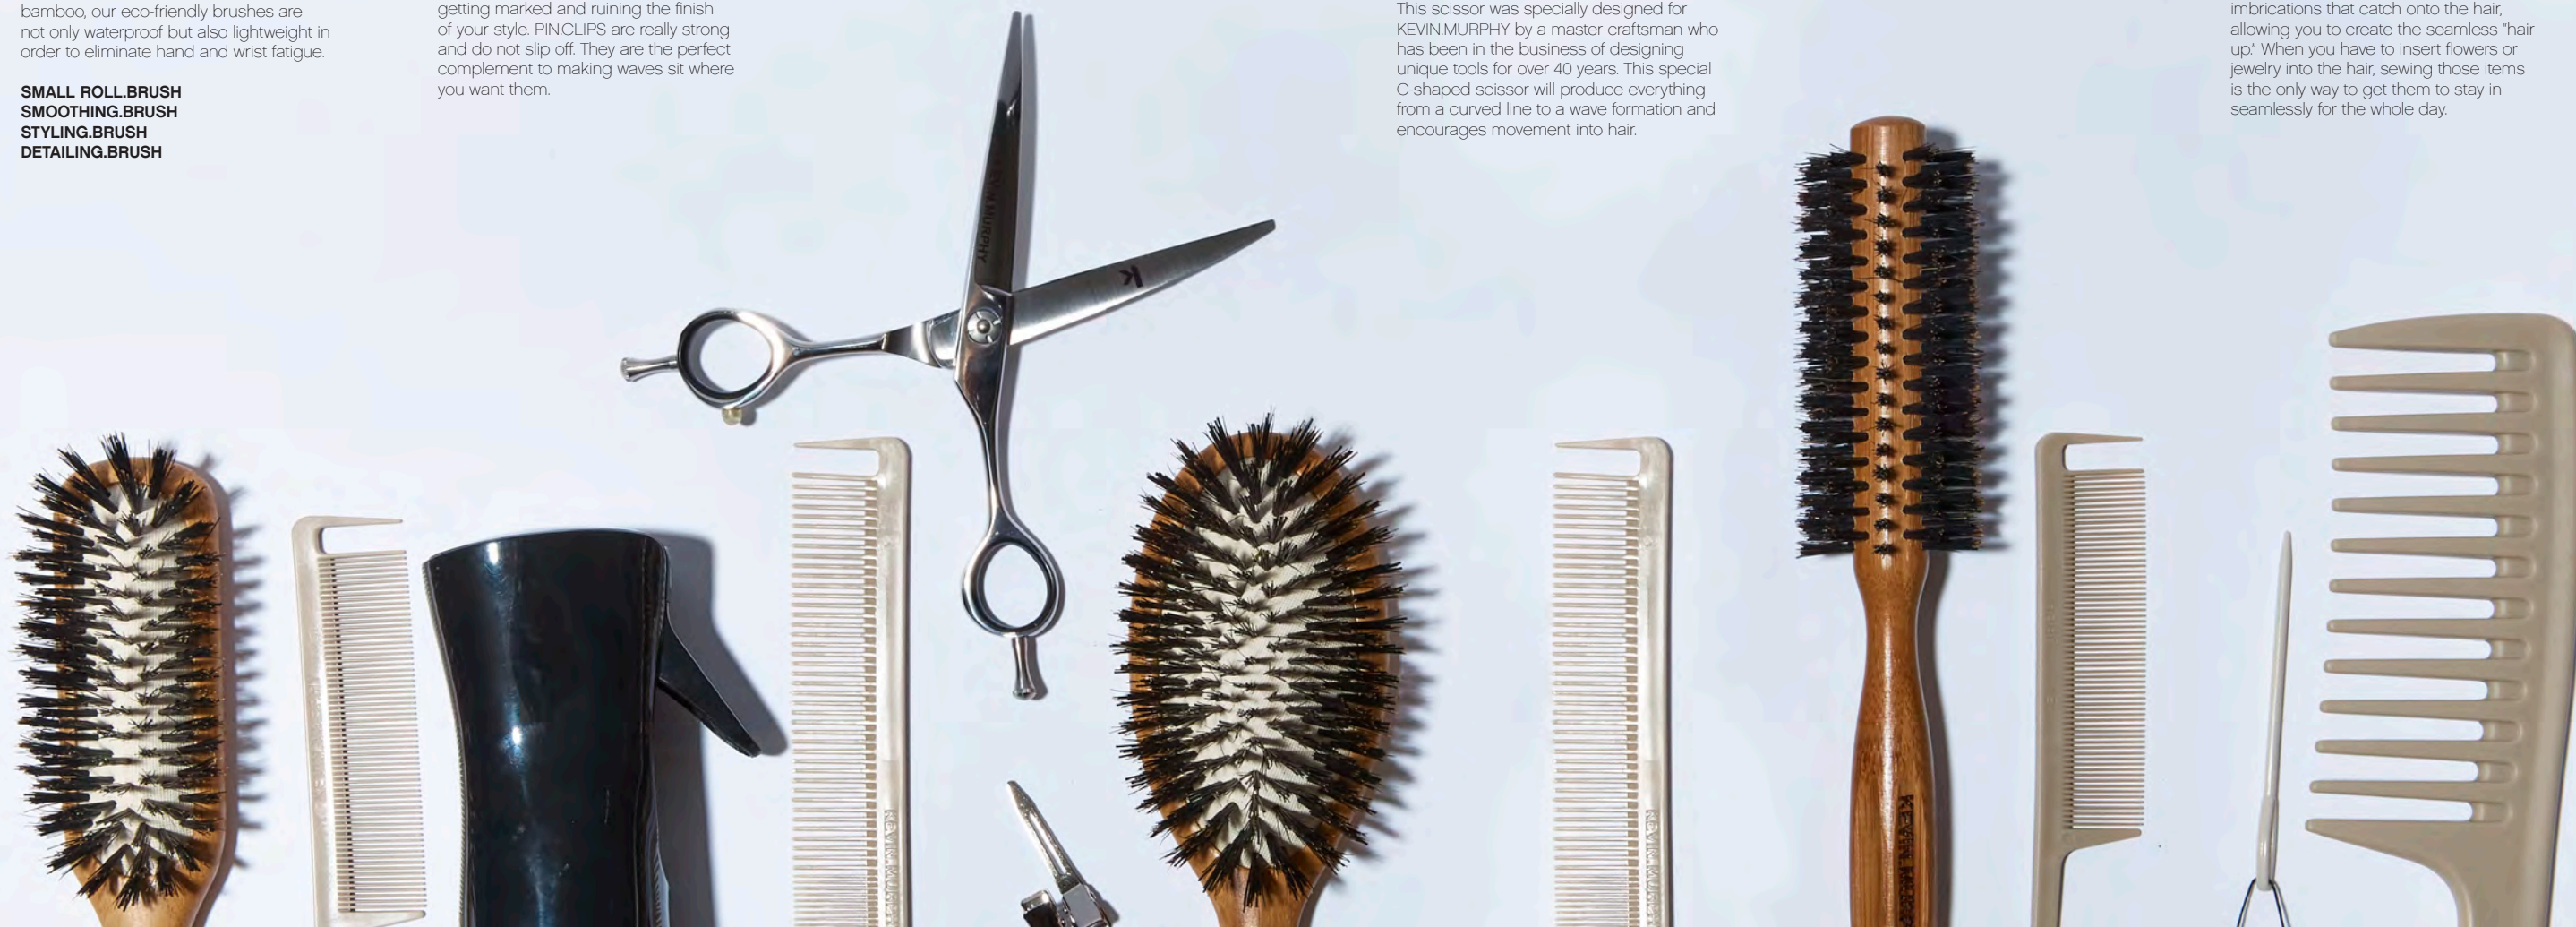 bamboo, our eco-friendly brushes are
not only waterproof but also lightweight in
order to eliminate hand and wrist fatigue.
SMALL ROLL.BRUSH
SMOOTHING.BRUSH
STYLING.BRUSH
DETAILING.BRUSH
getting marked and ruining the finish
of your style. PIN.CLIPS are really strong
and do not slip off. They are the perfect
complement to making waves sit where
you want them.
This scissor was specially designed for
KEVIN.MURPHY by a master craftsman who
has been in the business of designing
unique tools for over 40 years. This special
C-shaped scissor will produce everything
from a curved line to a wave formation and
encourages movement into hair.
imbrications that catch onto the hair,
allowing you to create the seamless “hair
up.” When you have to insert flowers or
jewelry into the hair, sewing those items
is the only way to get them to stay in
seamlessly for the whole day.
KEVIN.MURPHY
k
KEVIN.MURPHY
KEVIN.MURPHY
KEVIN.MURPHY